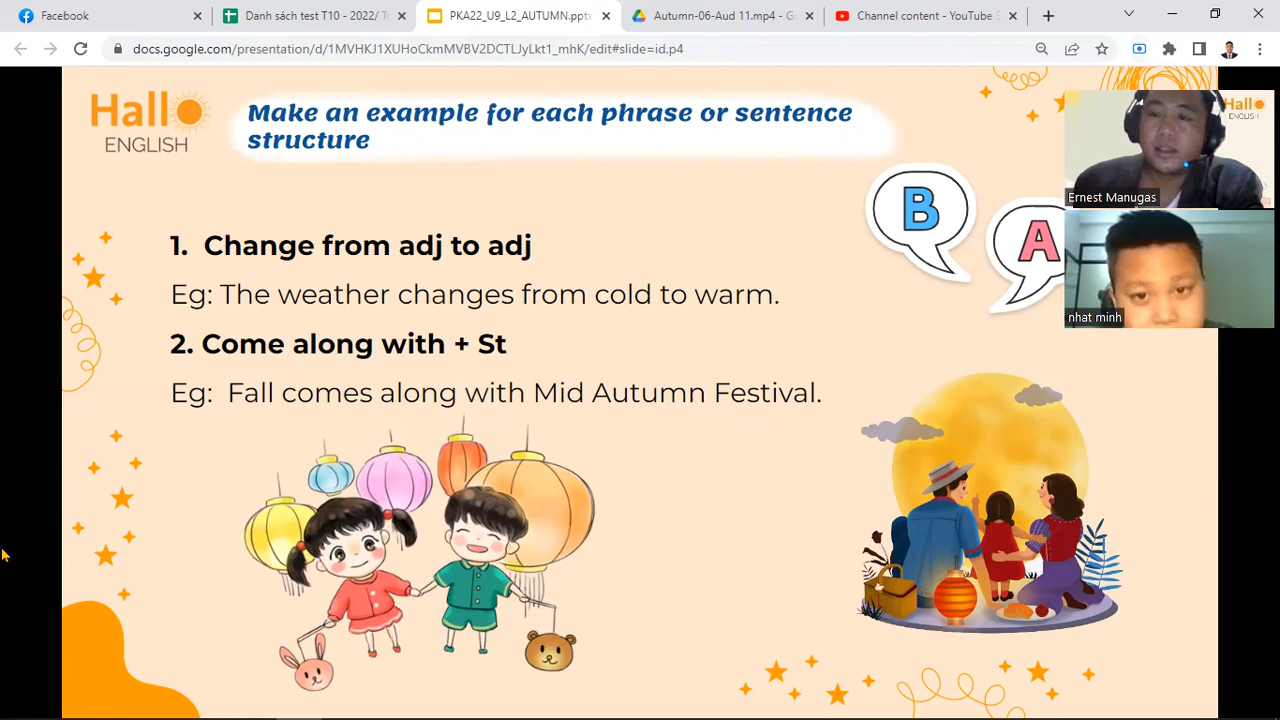 Facebook
Danh sách test T10 - 2022/ T
PKA22_U9_L2_AUTUMN.pptx
Autumn-06-Aud 11.mp4 - G
Channel content - YouTube S
docs.google.com/presentation/d/1MVHKJ1XUHoCkmMVBV2DCTLJyLkt1_mhK/edit#slide=id.p4
Hallo
ENGLISH
Make an example for each phrase or sentence
structure
Hallo
ENGLISH
Ernest Manugas
B
A
nhat minh
1. Change from adj to adj
Eg: The weather changes from cold to warm.
2. Come along with + St
Eg: Fall comes along with Mid Autumn Festival.